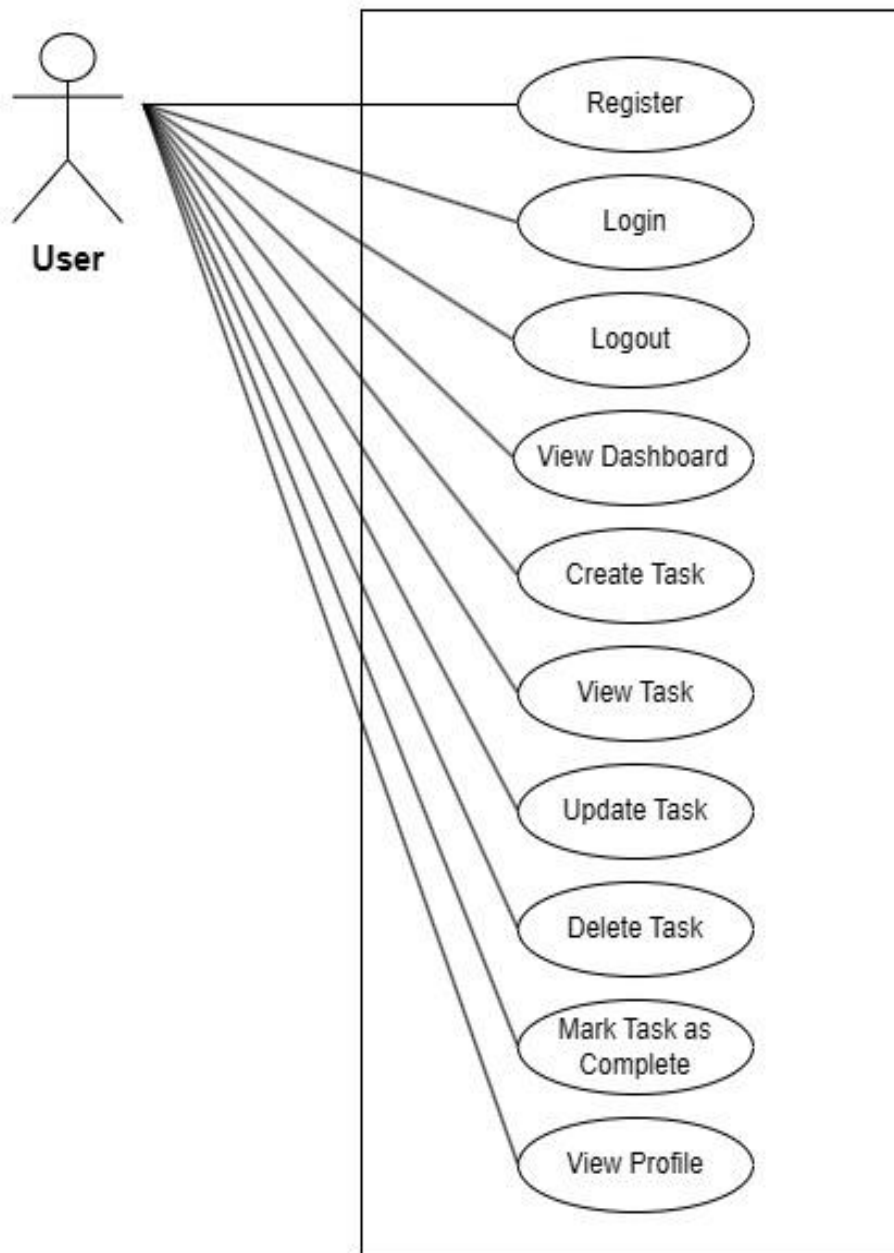 User
Register
Login
Logout
View Dashboard
Create Task
View Task
Update Task
Delete Task
Mark Task as
Complete
View Profile